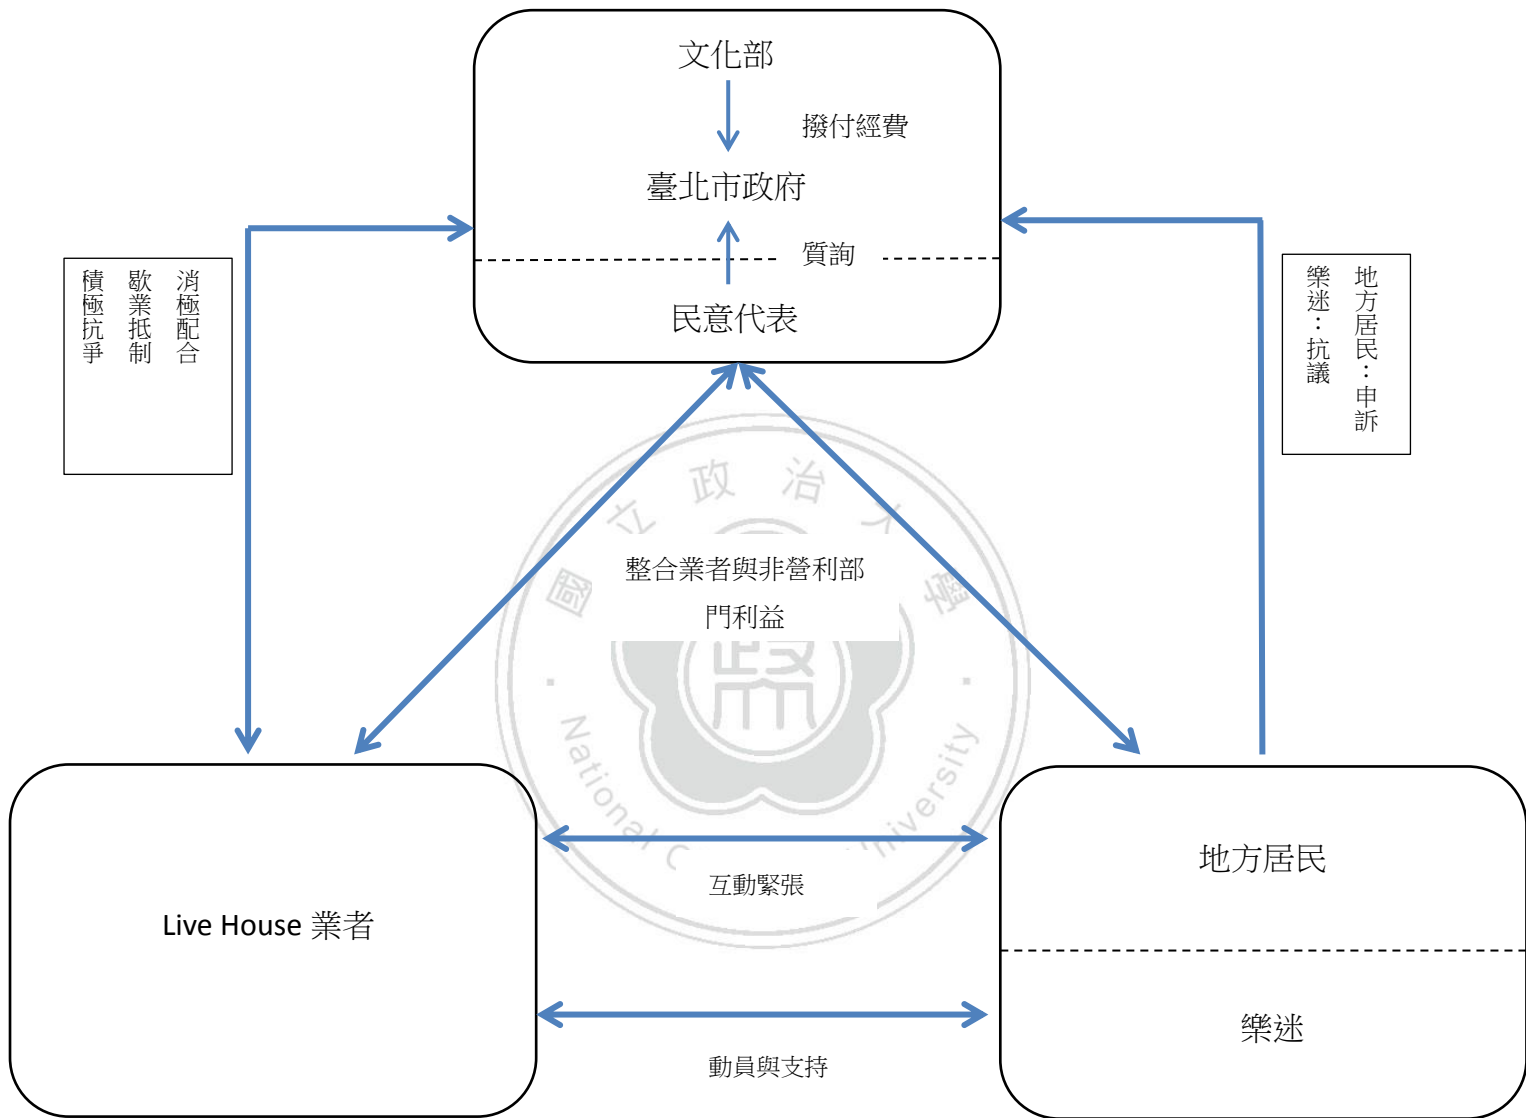 文化部
撥付經費
臺北市政府
質詢
民意代表
消極配合
歇業抵制
積極抗爭
地方居民：申訴
樂迷：抗議
國立政治大學
整合業者與非營利部
門利益
National C
University
互動緊張
Live House 業者
地方居民
樂迷
動員與支持